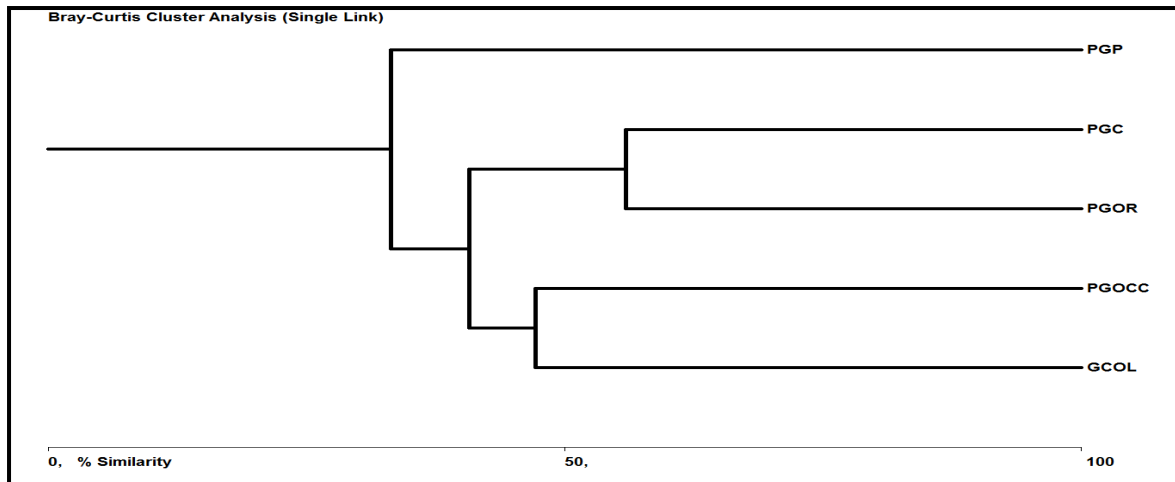 Bray-Curtis Cluster Analysis (Single Link)
PGP
PGC
PGOR
PGOCC
GCOL
0, % Similarity 50, 100